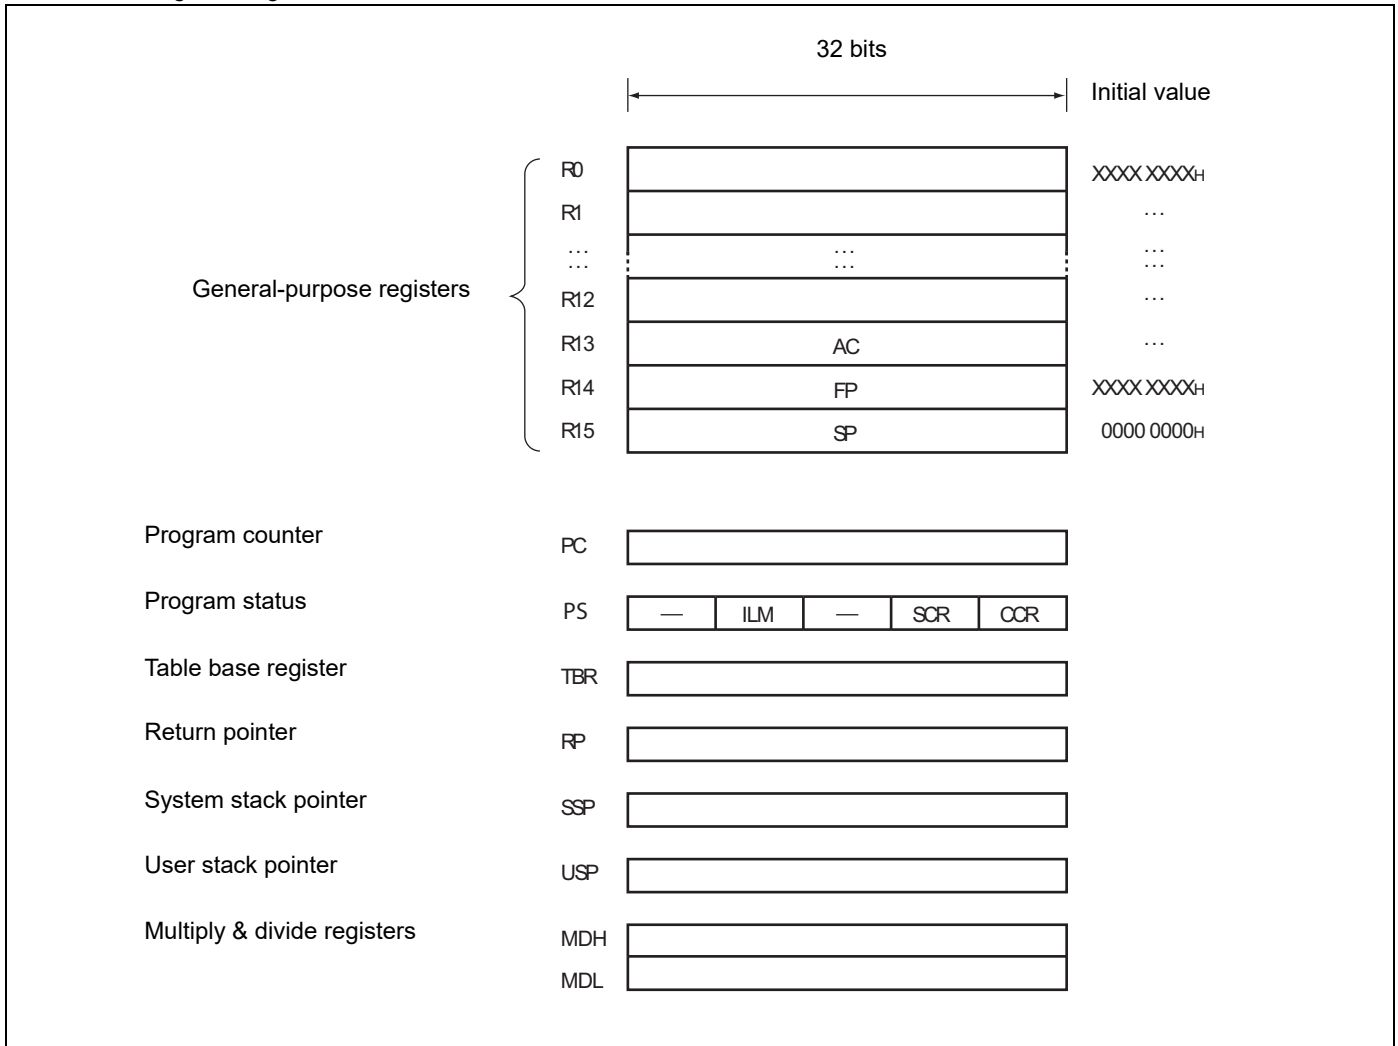 32 bits
Initial value
R0 XXXX XXXXH
R1 ...
... ... ...
... ... ...
General-purpose registers
R12 ...
R13 AC ...
R14 FP XXXX XXXXH
R15 SP 0000 0000H
Program counter PC
Program status PS — ILM — SCR CCR
Table base register TBR
Return pointer RP
System stack pointer SSP
User stack pointer USP
Multiply & divide registers MDH
MDL